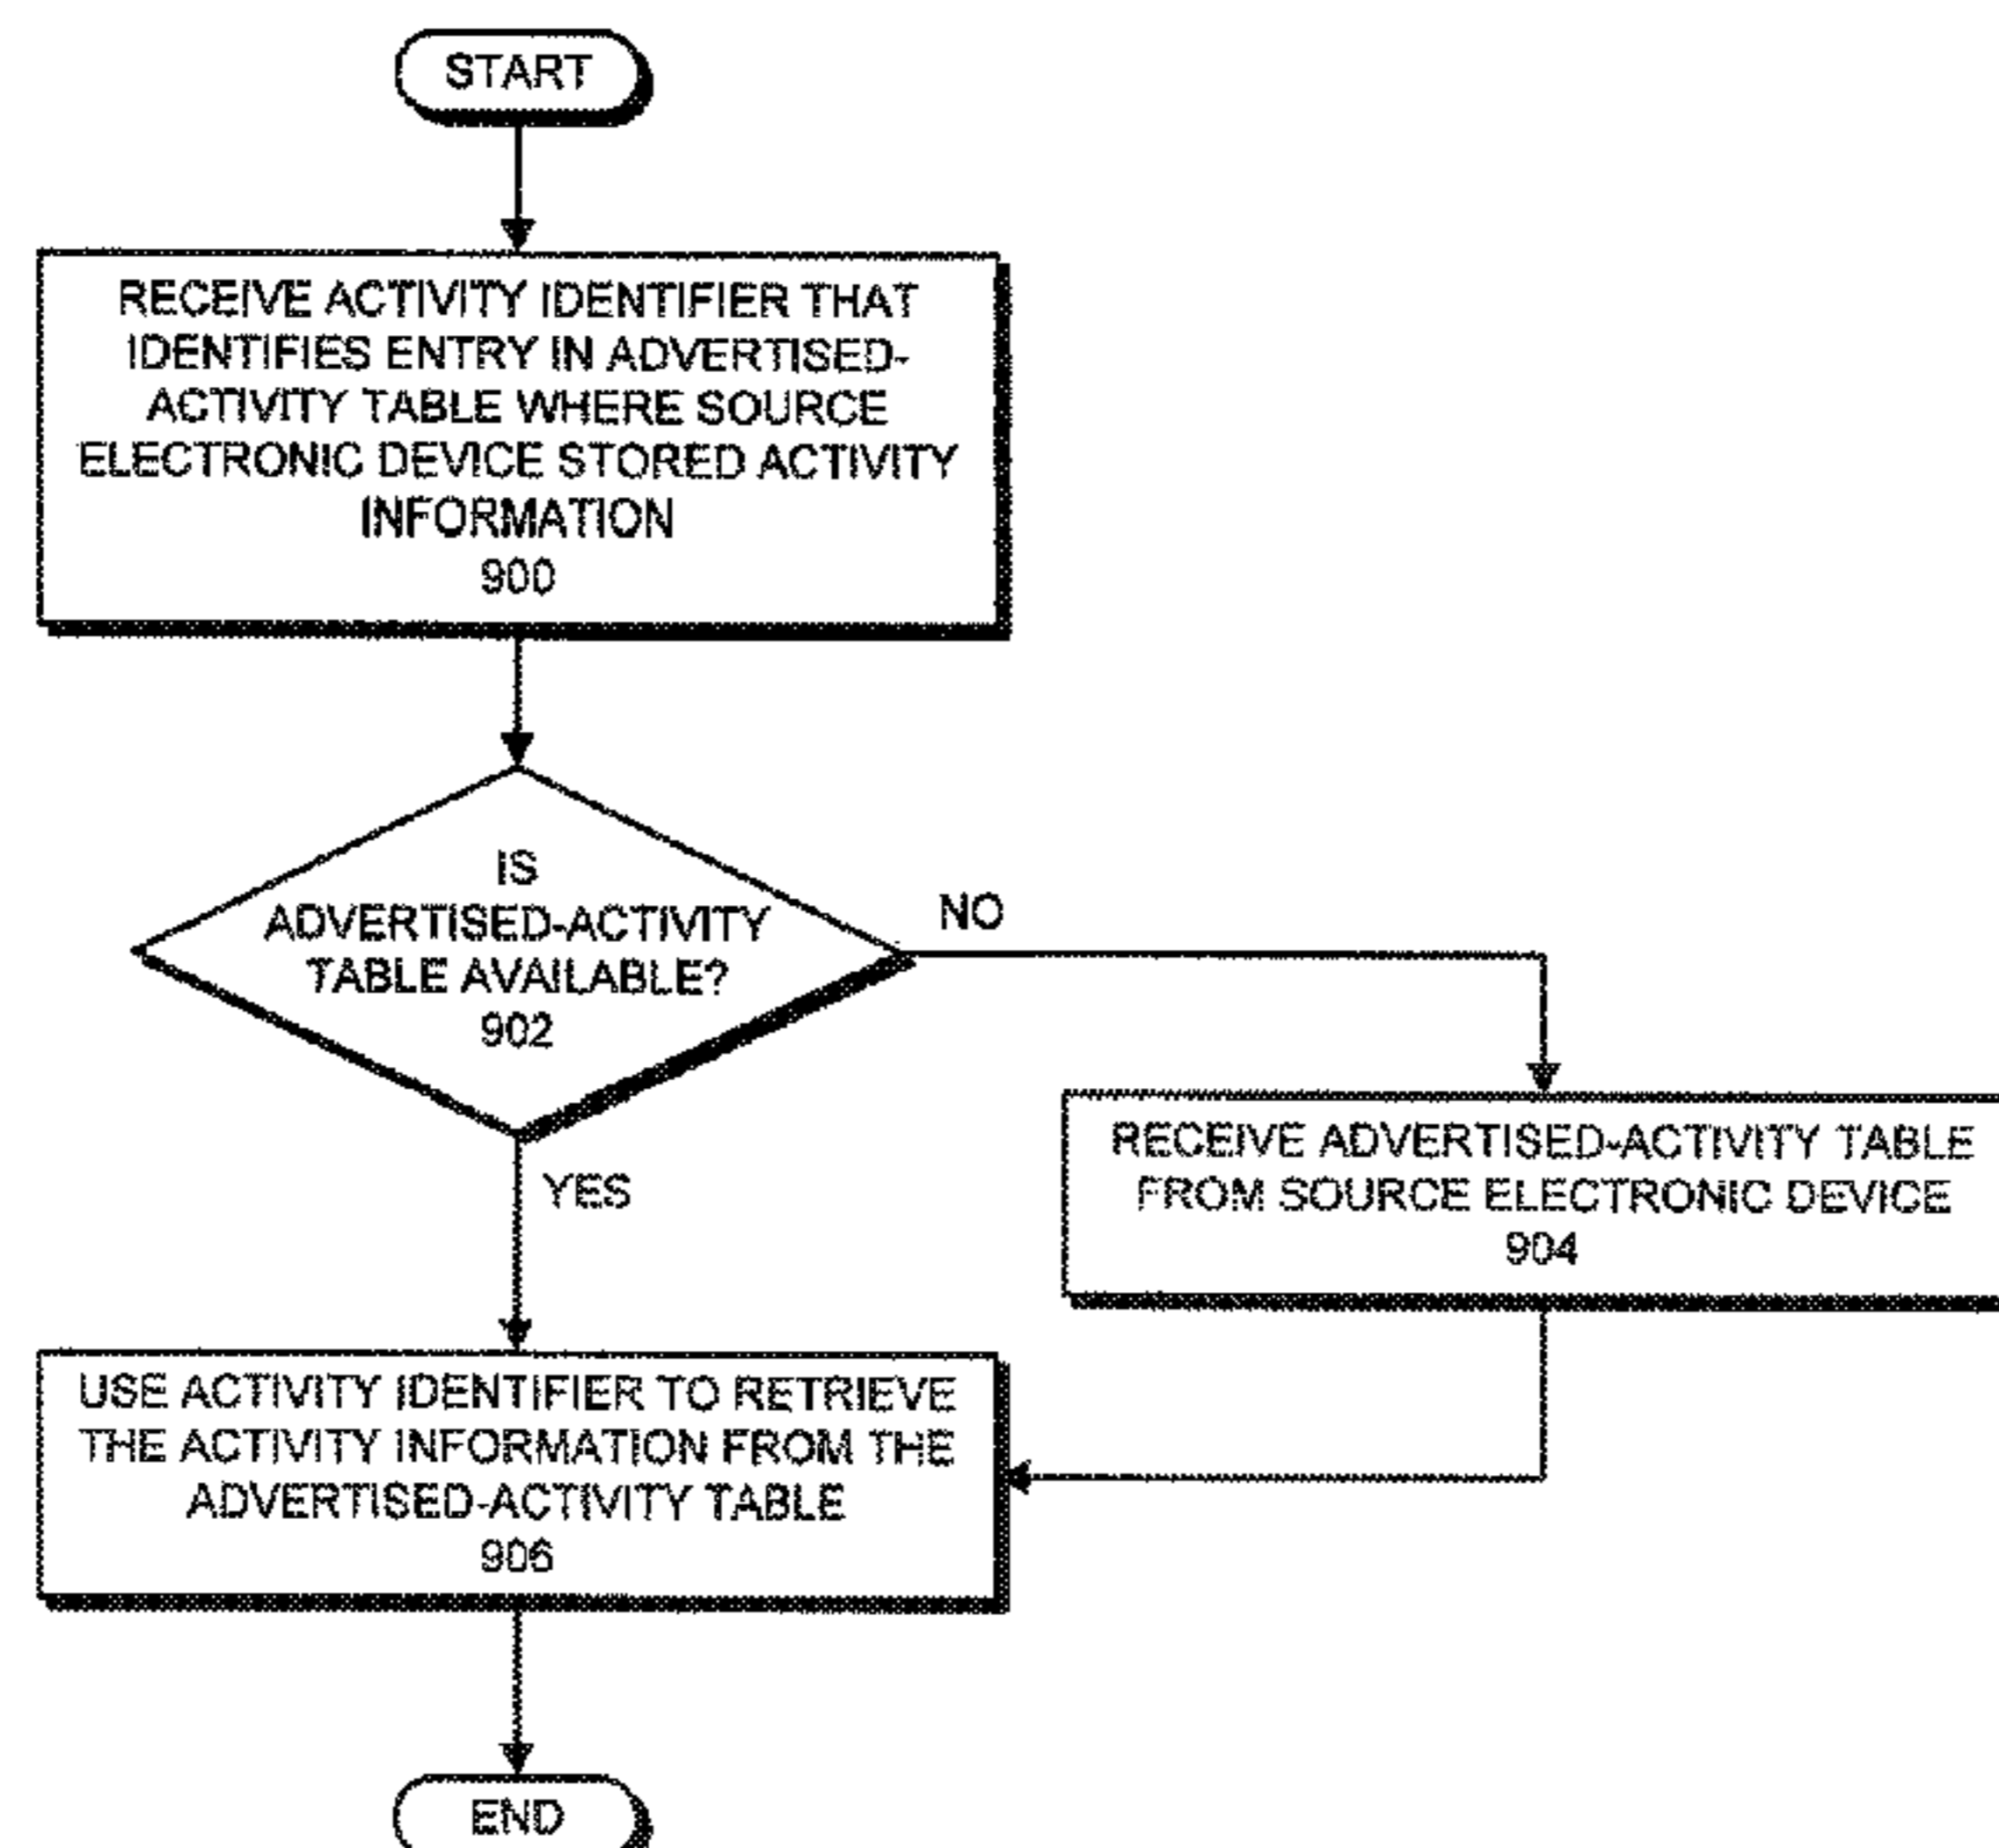 START
RECEIVE ACTIVITY IDENTIFIER THAT
IDENTIFIES ENTRY IN ADVERTISED-
ACTIVITY TABLE WHERE SOURCE
ELECTRONIC DEVICE STORED ACTIVITY
INFORMATION
900
IS
ADVERTISED-ACTIVITY
TABLE AVAILABLE?
902
NO
YES
RECEIVE ADVERTISED-ACTIVITY TABLE
FROM SOURCE ELECTRONIC DEVICE
904
USE ACTIVITY IDENTIFIER TO RETRIEVE
THE ACTIVITY INFORMATION FROM THE
ADVERTISED-ACTIVITY TABLE
906
END